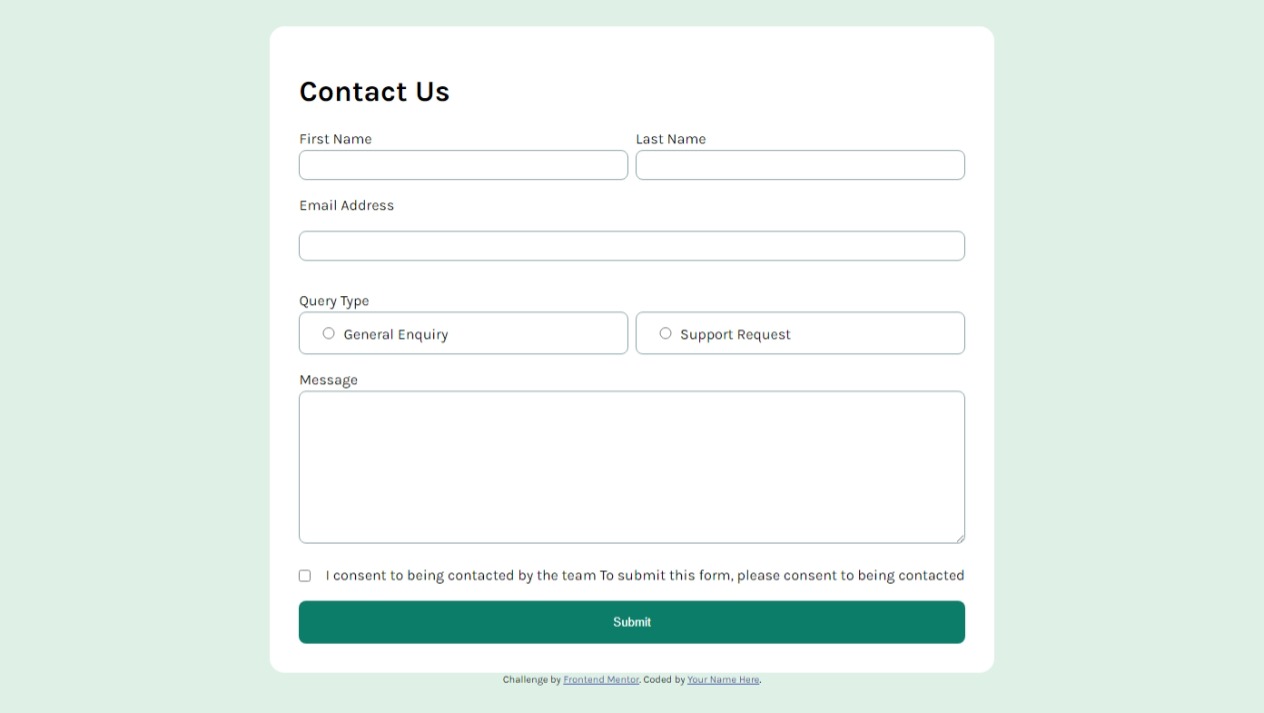 Contact Us
First Name
Last Name
Email Address
Query Type
General Enquiry
Support Request
Message
I consent to being contacted by the team To submit this form, please consent to being contacted
Submit
Challenge by Frontend Mentor. Coded by Your Name Here.